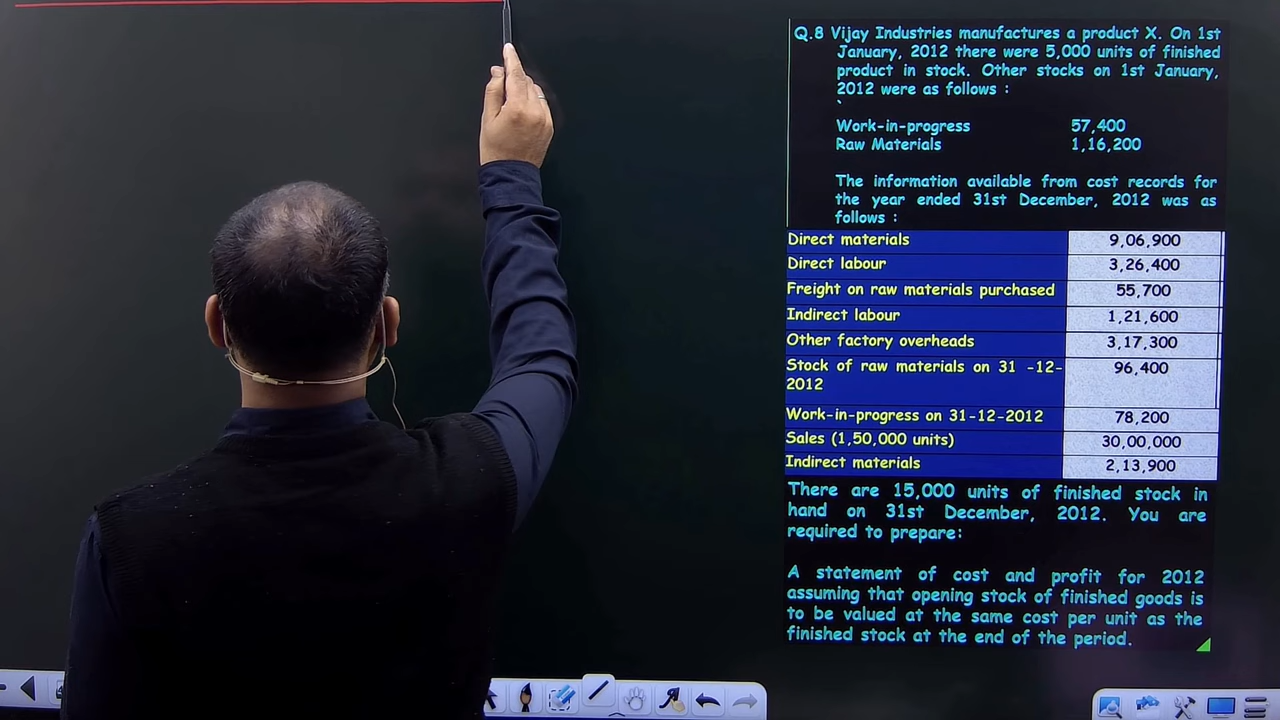 Q.8 Vijay Industries manufactures a product X. On 1st
January, 2012 there were 5,000 units of finished
product in stock. Other stocks on 1st January,
2012 were as follows :
`
Work-in-progress 57,400
Raw Materials 1,16,200
The information available from cost records for
the year ended 31st December, 2012 was as
follows :
Direct materials 9,06,900
Direct labour 3,26,400
Freight on raw materials purchased 55,700
Indirect labour 1,21,600
Other factory overheads 3,17,300
Stock of raw materials on 31 -12-
2012 96,400
Work-in-progress on 31-12-2012 78,200
Sales (1,50,000 units) 30,00,000
Indirect materials 2,13,900
There are 15,000 units of finished stock in
hand on 31st December, 2012. You are
required to prepare:
A statement of cost and profit for 2012
assuming that opening stock of finished goods is
to be valued at the same cost per unit as the
finished stock at the end of the period.